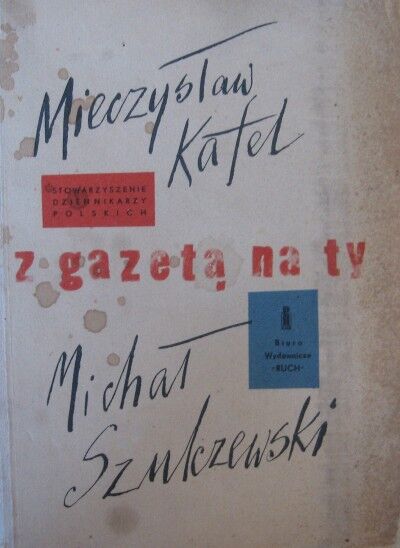 Mieczysław
Kafel
STOWARZYSZENIE
DZIENNIKARZY
POLSKICH
z gazetą na ty
Biuro
Wydawnicze
"RUCH"
Michał
Szulczewski